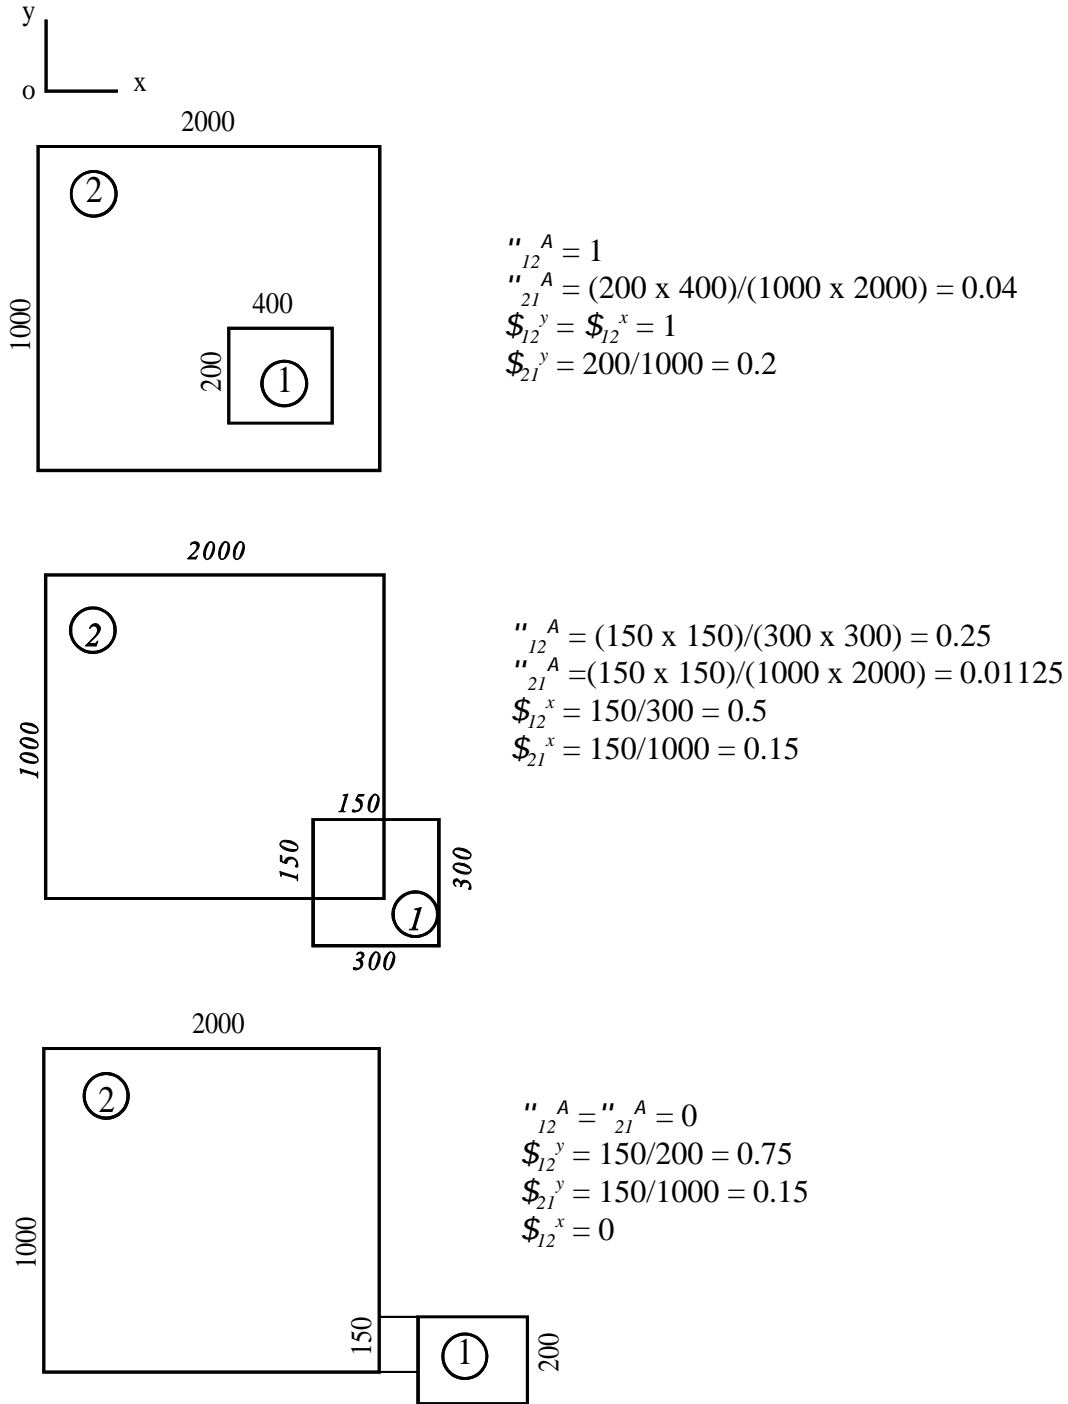 y
o x
2000
2
1000
400
200
1
"12A = 1
"21A = (200 x 400)/(1000 x 2000) = 0.04
$12y = $12x = 1
$21y = 200/1000 = 0.2
2000
2
1000
150
150
300
1
300
"12A = (150 x 150)/(300 x 300) = 0.25
"21A =(150 x 150)/(1000 x 2000) = 0.01125
$12x = 150/300 = 0.5
$21x = 150/1000 = 0.15
2000
2
1000
150
1
200
"12A = "21A = 0
$12y = 150/200 = 0.75
$21y = 150/1000 = 0.15
$12x = 0